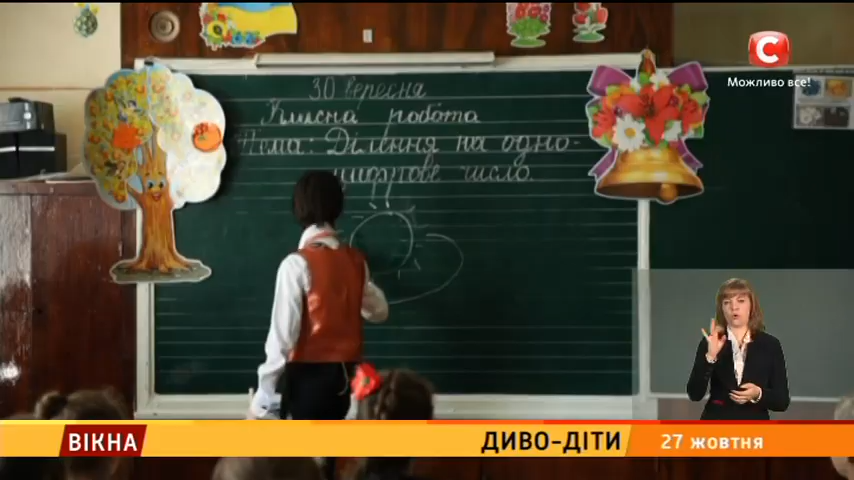 С
Можливо все!
30 вересня
Класна робота
Тема: Ділення на одно-
цифрове число.
ВІКНА
ДИВО-ДІТИ
27 жовтня